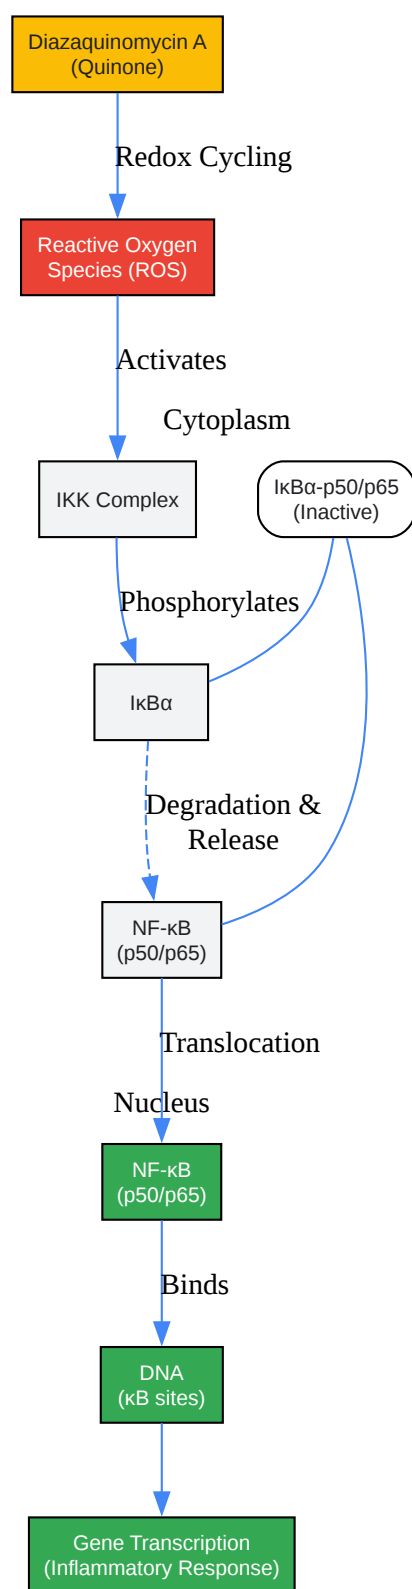 Diazaquinomycin A
(Quinone)
Redox Cycling
Reactive Oxygen
Species (ROS)
Activates
Cytoplasm
IKK Complex
IκBα-p50/p65
(Inactive)
Phosphorylates
IκBα
Degradation &
Release
NF-κB
(p50/p65)
Translocation
Nucleus
NF-κB
(p50/p65)
Binds
DNA
(κB sites)
Gene Transcription
(Inflammatory Response)